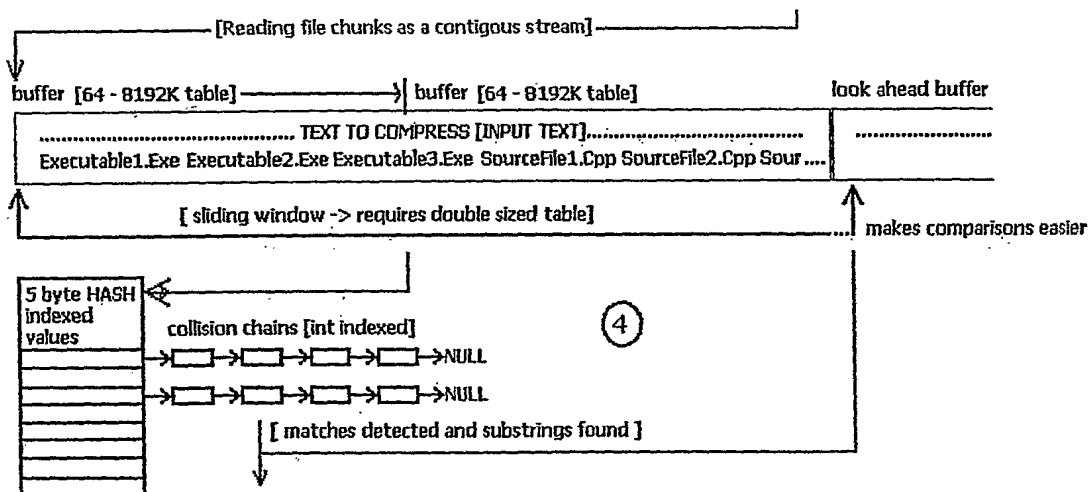 [Reading file chunks as a contigous stream]
buffer [64 - 8192K table] buffer [64 - 8192K table] look ahead buffer
TEXT TO COMPRESS [INPUT TEXT]
Executable1.Exe Executable2.Exe Executable3.Exe SourceFile1.Cpp SourceFile2.Cpp Sour ....
[ sliding window -> requires double sized table]
makes comparisons easier
5 byte HASH
indexed
values
collision chains [int indexed]
4
NULL
NULL
[ matches detected and substrings found ]